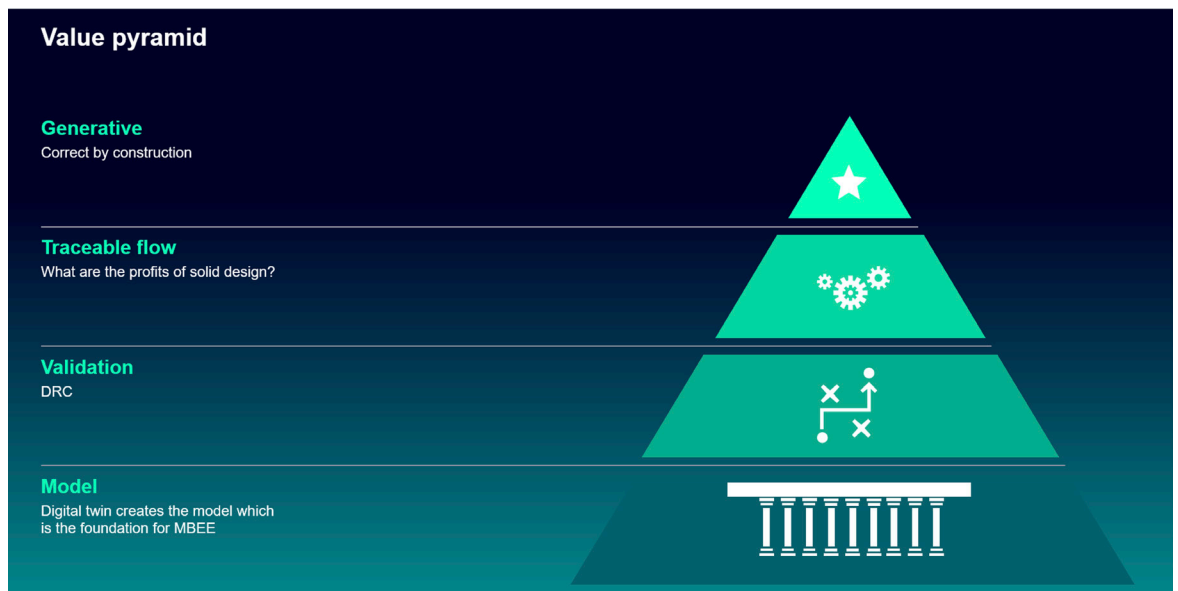 Value pyramid
Generative
Correct by construction
Traceable flow
What are the profits of solid design?
Validation
DRC
Model
Digital twin creates the model which
is the foundation for MBEE